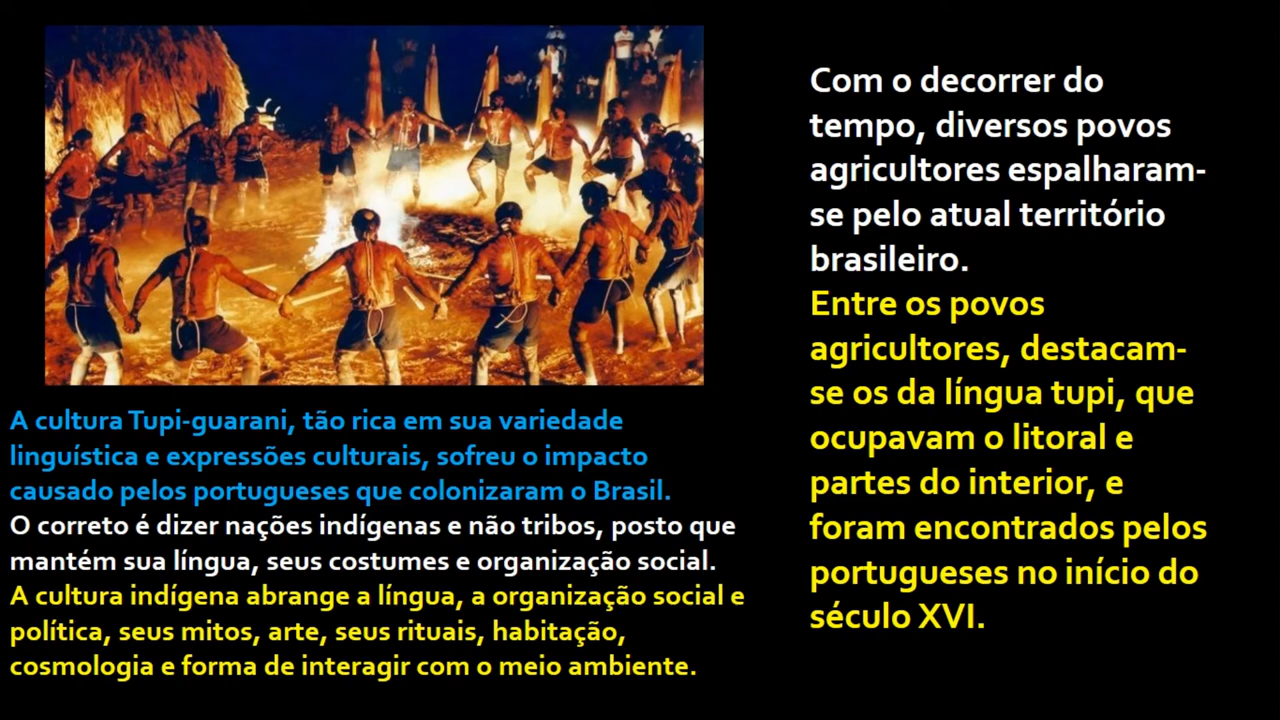 A cultura Tupi-guarani, tão rica em sua variedade
linguística e expressões culturais, sofreu o impacto
causado pelos portugueses que colonizaram o Brasil.
O correto é dizer nações indígenas e não tribos, posto que
mantém sua língua, seus costumes e organização social.
A cultura indígena abrange a língua, a organização social e
política, seus mitos, arte, seus rituais, habitação,
cosmologia e forma de interagir com o meio ambiente.
Com o decorrer do
tempo, diversos povos
agricultores espalharam-
se pelo atual território
brasileiro.
Entre os povos
agricultores, destacam-
se os da língua tupi, que
ocupavam o litoral e
partes do interior, e
foram encontrados pelos
portugueses no início do
século XVI.